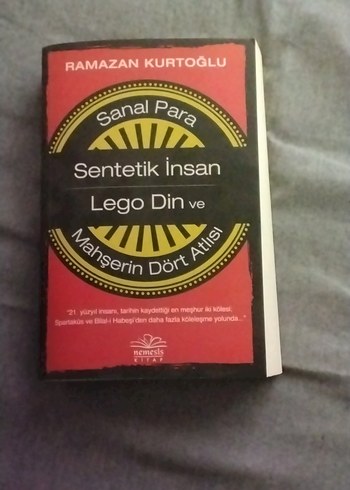 RAMAZAN KURTOĞLU
Sanal Para
Sentetik İnsan
Lego Din ve
Mahşerin Dört Atlısı
"21. yüzyıl insanı, tarihin kaydettiği en meşhur iki kölesi:
Spartaküs ve Bilal-i Habeşi'den daha fazla köleleşme yolunda..."
nemesis
KİTAP